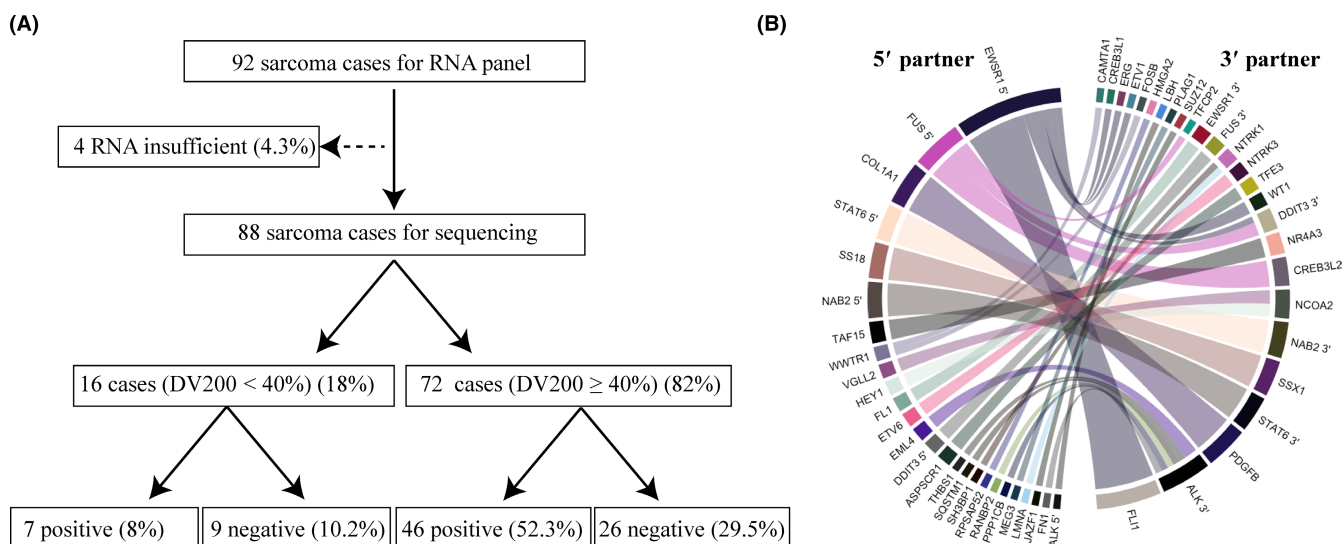 (A)
92 sarcoma cases for RNA panel
4 RNA insufficient (4.3%)
88 sarcoma cases for sequencing
16 cases (DV200 < 40%) (18%)
72 cases (DV200 ≥ 40%) (82%)
7 positive (8%)
9 negative (10.2%)
46 positive (52.3%)
26 negative (29.5%)
(B)
5′ partner
3′ partner
EWSR1 5'
FUS 5'
COL1A1
STAT6 5'
SS18
NAB2 5'
TAF15
WWTR1
VGLL2
HEY1
FL1
ETV6
EML4
DDIT3 5'
ASPSCR1
THBS1
SQSTM1
SH3BP1
RPSAP52
RANBP2
PPP1CB
MEG3
LMNA
JAZF1
FN1
ALK 5'
CAMTA1
CREB3L1
ERG
ETV1
FOSB
HMGA2
LBH
PLAG1
SUZ12
TFCP2
EWSR1 3'
FUS 3'
NTRK1
NTRK3
TFE3
WT1
DDIT3 3'
NR4A3
CREB3L2
NCOA2
NAB2 3'
SSX1
STAT6 3'
PDGFB
ALK 3'
FLI1